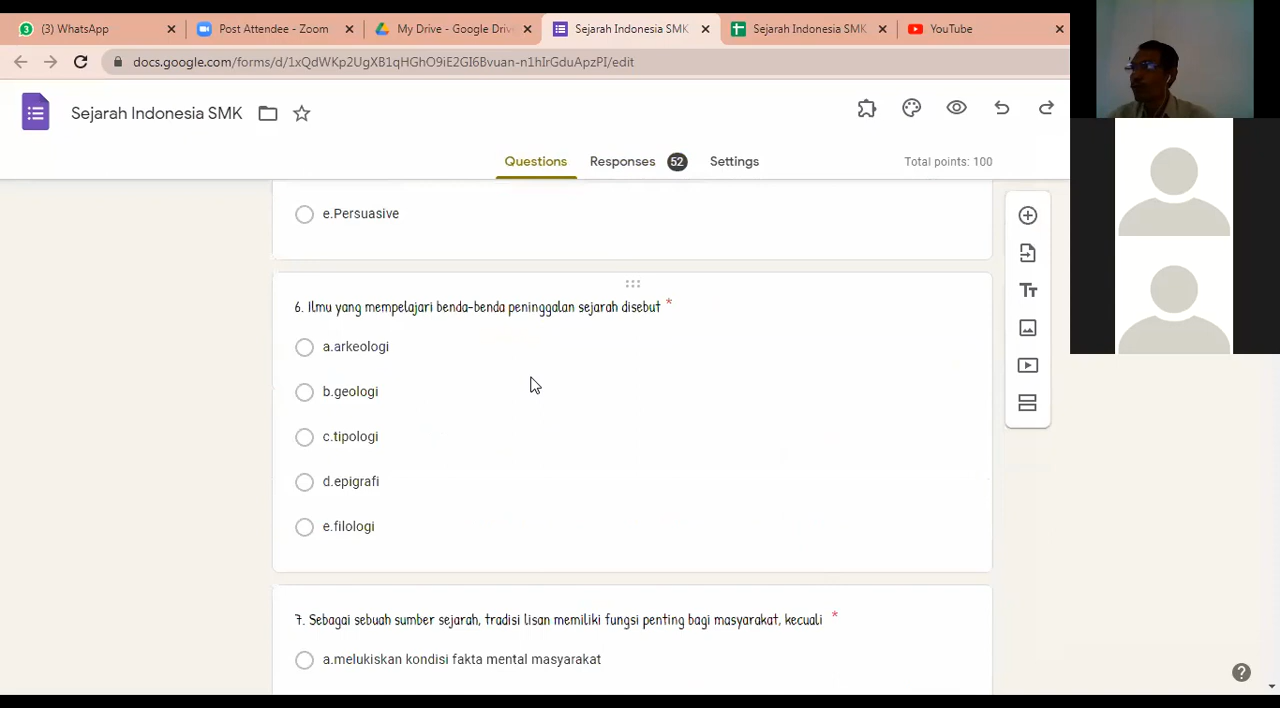 (3) WhatsApp
Post Attendee - Zoom
My Drive - Google Driv
Sejarah Indonesia SMK
Sejarah Indonesia SMK
YouTube
docs.google.com/forms/d/1xQdWKp2UgXB1qHGhO9iE2GI6Bvuan-n1hIrGduApzPI/edit
Sejarah Indonesia SMK
Questions
Responses 52
Settings
Total points: 100
e.Persuasive
6. Ilmu yang mempelajari benda-benda peninggalan sejarah disebut *
a.arkeologi
b.geologi
c.tipologi
d.epigrafi
e.filologi
7. Sebagai sebuah sumber sejarah, tradisi lisan memiliki fungsi penting bagi masyarakat, kecuali *
a.melukiskan kondisi fakta mental masyarakat